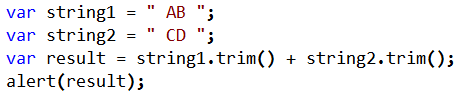 var string1 = " AB ";
var string2 = " CD ";
var result = string1.trim() + string2.trim();
alert(result);